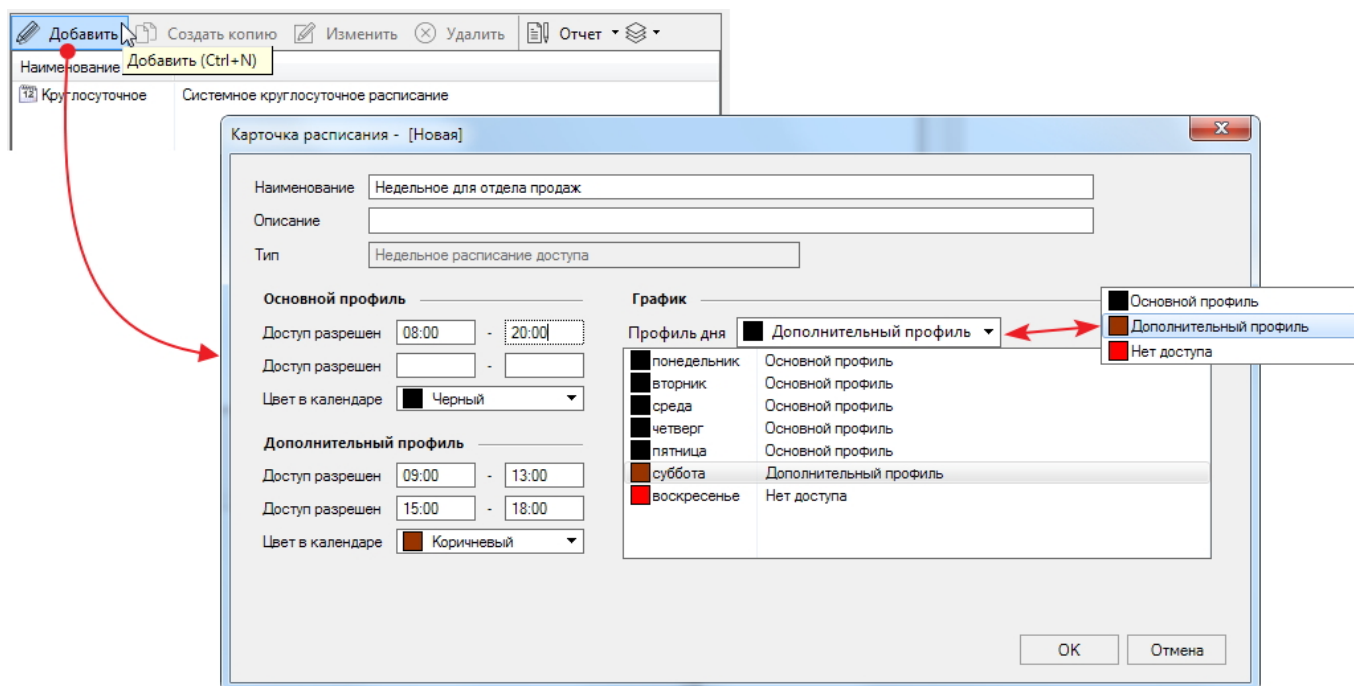 Добавить Создать копию Изменить Удалить Отчет
Добавить (Ctrl+N)
Наименование
12 Круглосуточное Системное круглосуточное расписание
Карточка расписания - [Новая]
Наименование Недельное для отдела продаж
Описание
Тип Недельное расписание доступа
Основной профиль
Доступ разрешен 08:00 - 20:00
Доступ разрешен -
Цвет в календаре Черный
Дополнительный профиль
Доступ разрешен 09:00 - 13:00
Доступ разрешен 15:00 - 18:00
Цвет в календаре Коричневый
График
Профиль дня Дополнительный профиль
понедельник Основной профиль
вторник Основной профиль
среда Основной профиль
четверг Основной профиль
пятница Основной профиль
суббота Дополнительный профиль
воскресенье Нет доступа
Основной профиль
Дополнительный профиль
Нет доступа
OK Отмена